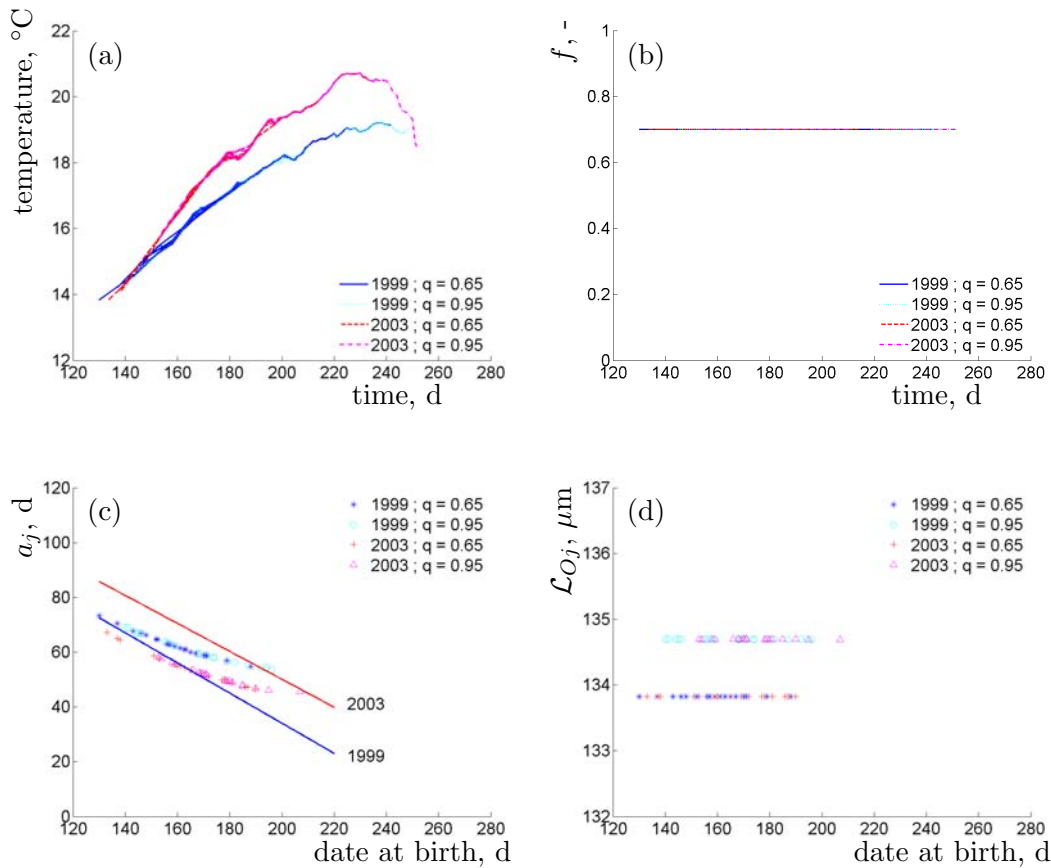 (a)
temperature, °C
22
20
18
16
14
12
120 140 160 180 200 220 240 260 280
time, d
1999 ; q = 0.65
1999 ; q = 0.95
2003 ; q = 0.65
2003 ; q = 0.95
(b)
f, -
1
0.8
0.6
0.4
0.2
0
120 140 160 180 200 220 240 260 280
time, d
1999 ; q = 0.65
1999 ; q = 0.95
2003 ; q = 0.65
2003 ; q = 0.95
(c)
a_j, d
120
100
80
60
40
20
0
120 140 160 180 200 220 240 260 280
date at birth, d
1999 ; q = 0.65
1999 ; q = 0.95
2003 ; q = 0.65
2003 ; q = 0.95
2003
1999
(d)
ℒ_Oj, μm
137
136
135
134
133
132
120 140 160 180 200 220 240 260 280
date at birth, d
1999 ; q = 0.65
1999 ; q = 0.95
2003 ; q = 0.65
2003 ; q = 0.95